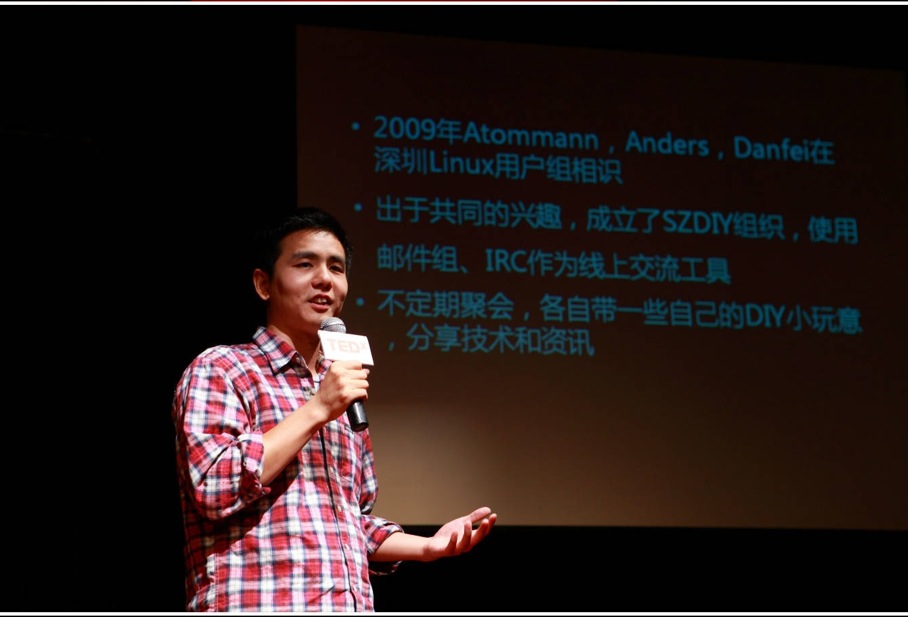 TEDx
• 2009年Atommann，Anders，Danfei在
深圳Linux用户组相识
• 出于共同的兴趣，成立了SZDIY组织，使用
邮件组、IRC作为线上交流工具
• 不定期聚会，各自带一些自己的DIY小玩意
，分享技术和资讯